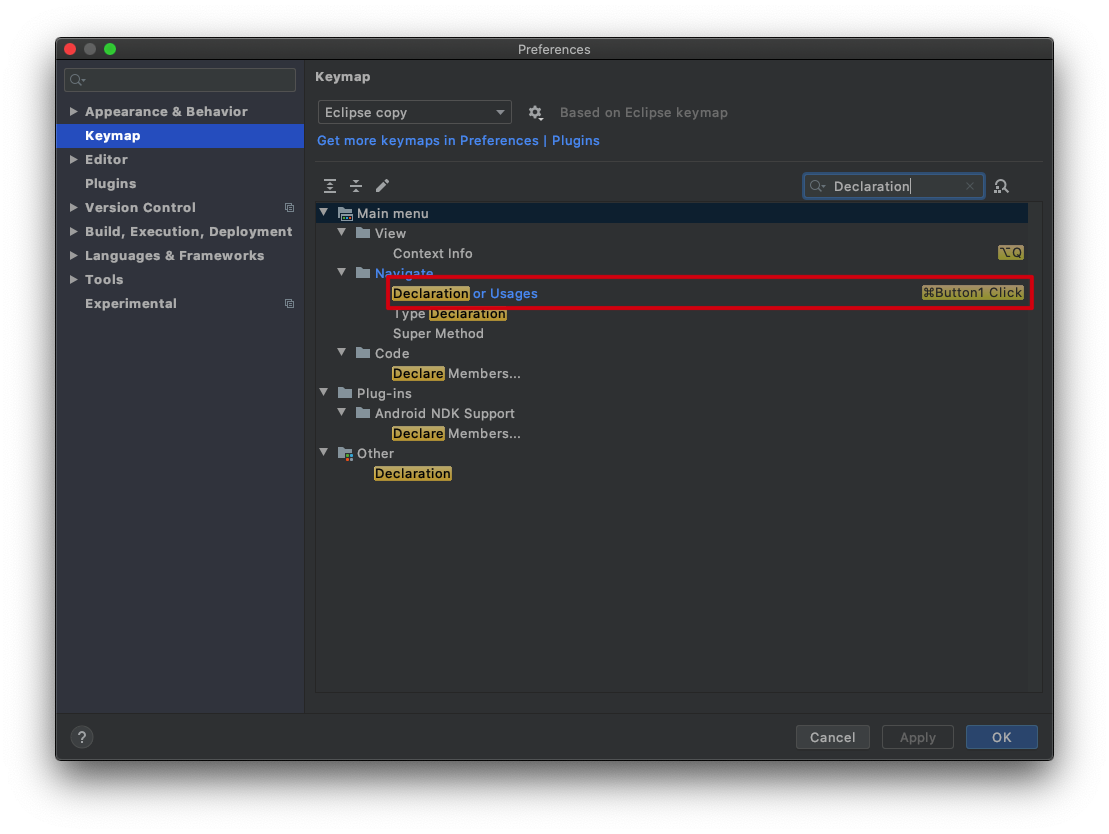 Preferences
Appearance & Behavior
Keymap
Editor
Plugins
Version Control
Build, Execution, Deployment
Languages & Frameworks
Tools
Experimental
Keymap
Eclipse copy
Based on Eclipse keymap
Get more keymaps in Preferences | Plugins
Declaration
Main menu
View
Context Info ⌥Q
Navigate
Declaration or Usages ⌘Button1 Click
Type Declaration
Super Method
Code
Declare Members...
Plug-ins
Android NDK Support
Declare Members...
Other
Declaration
?
Cancel Apply OK